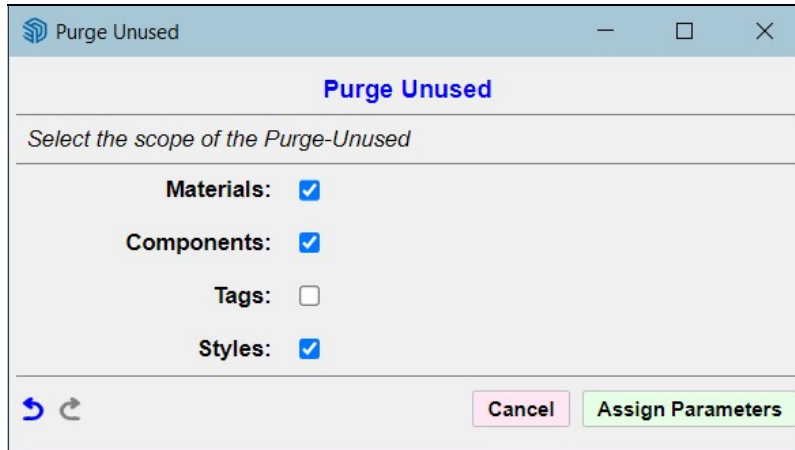 Purge Unused
Purge Unused
Select the scope of the Purge-Unused
Materials:
Components:
Tags:
Styles:
Cancel Assign Parameters